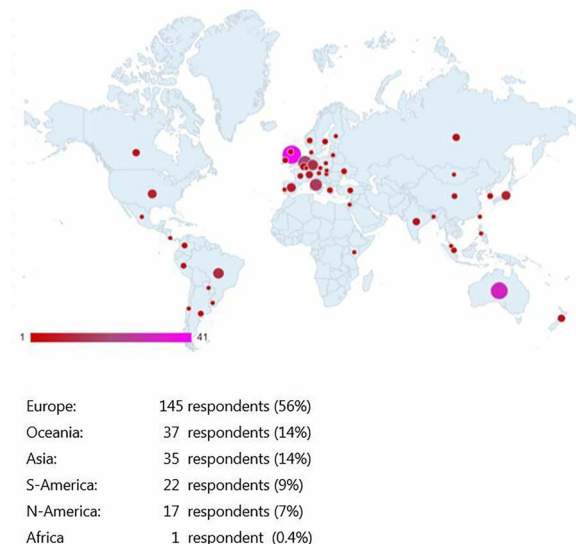 1 41
Europe: 145 respondents (56%)
Oceania: 37 respondents (14%)
Asia: 35 respondents (14%)
S-America: 22 respondents (9%)
N-America: 17 respondents (7%)
Africa 1 respondent (0.4%)